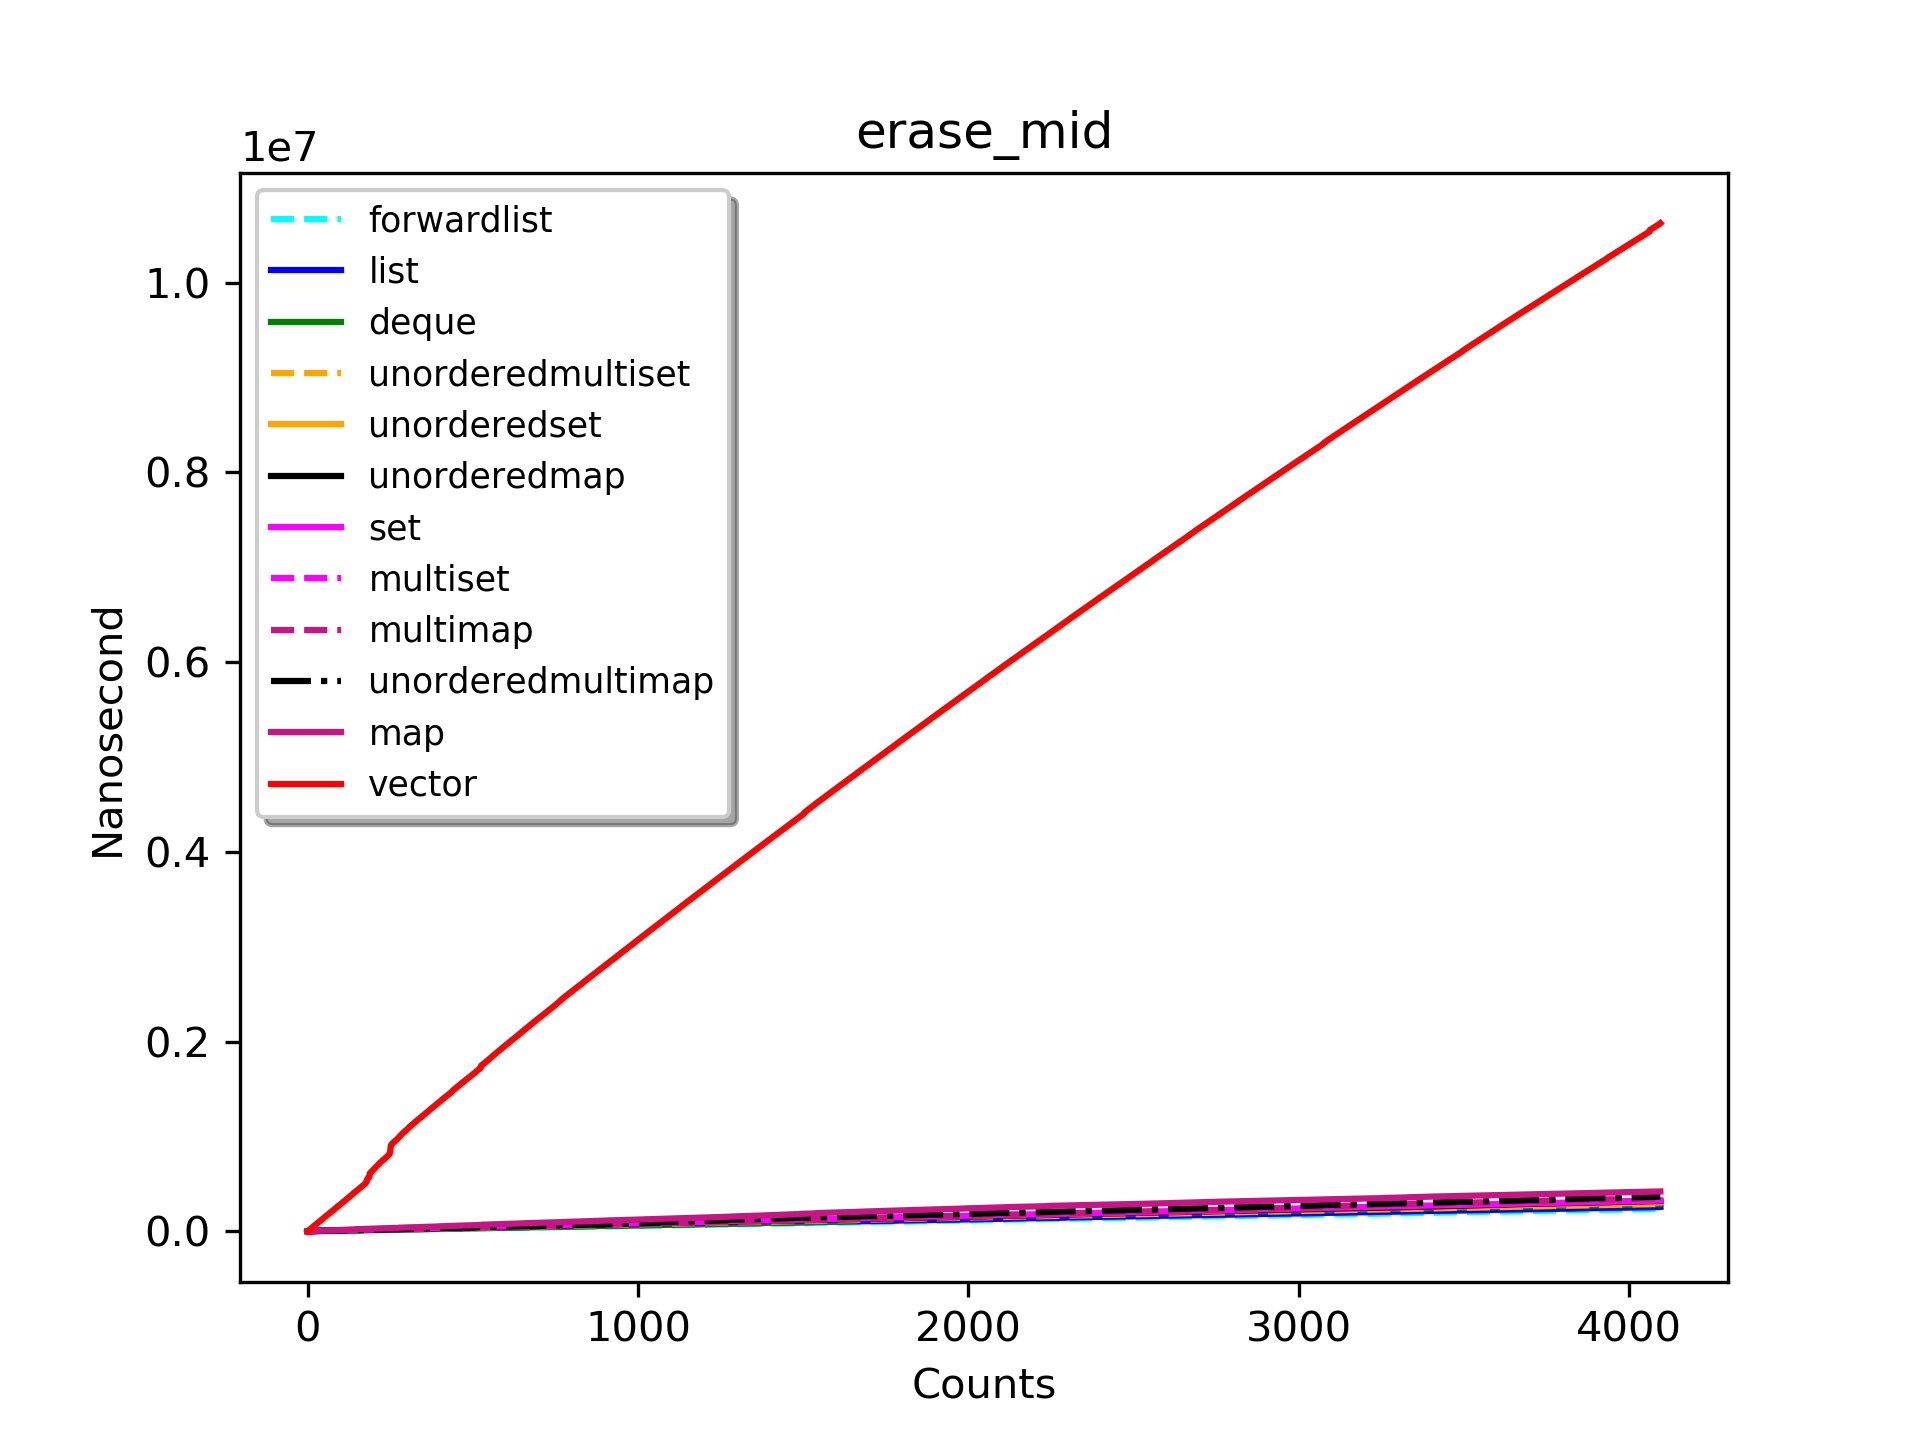 erase_mid
1e7
forwardlist
list
deque
unorderedmultiset
unorderedset
unorderedmap
set
multiset
multimap
unorderedmultimap
map
vector
1.0
0.8
0.6
0.4
0.2
0.0
Nanosecond
0 1000 2000 3000 4000
Counts